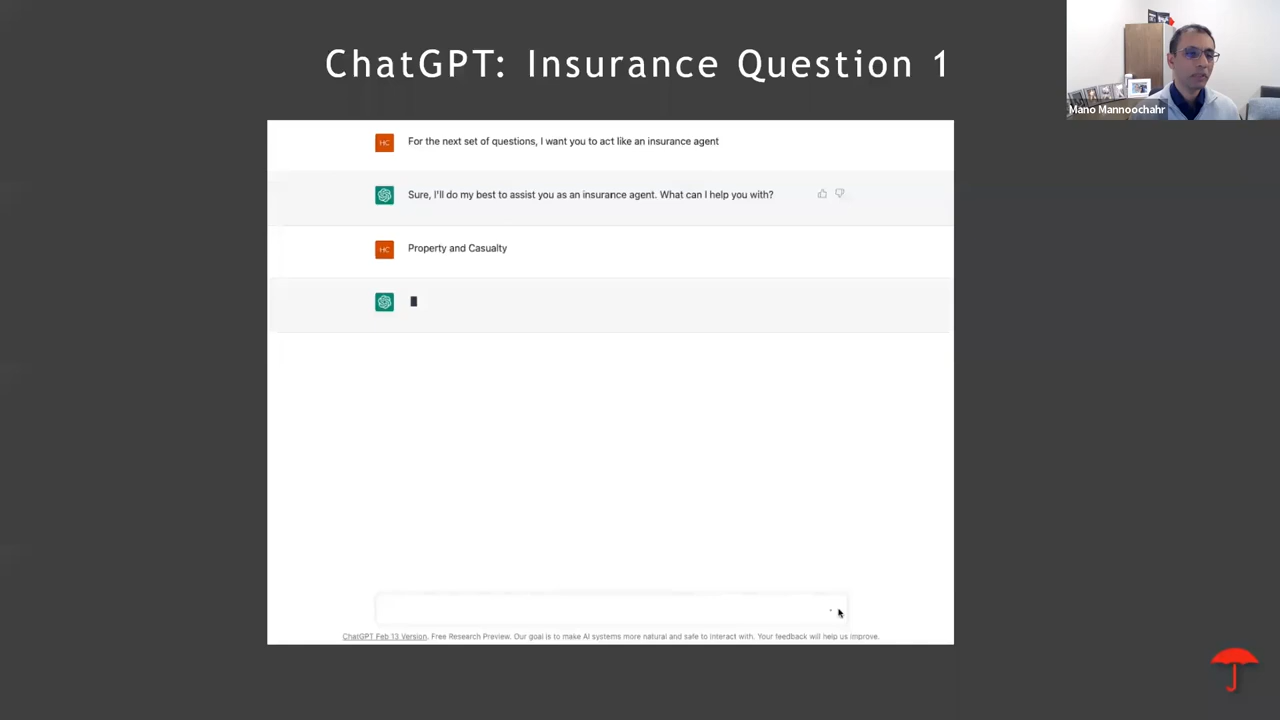 ChatGPT: Insurance Question 1
Mano Mannoochahr
HC
For the next set of questions, I want you to act like an insurance agent
Sure, I'll do my best to assist you as an insurance agent. What can I help you with?
HC
Property and Casualty
ChatGPT Feb 13 Version. Free Research Preview. Our goal is to make AI systems more natural and safe to interact with. Your feedback will help us improve.